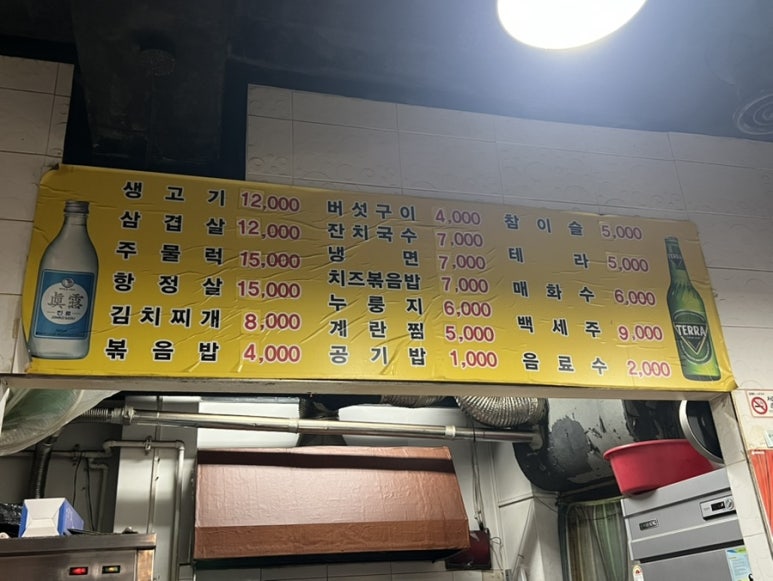 생고기 12,000
삼겹살 12,000
주물럭 15,000
항정살 15,000
김치찌개 8,000
볶음밥 4,000
버섯구이 4,000
잔치국수 7,000
냉면 7,000
치즈볶음밥 7,000
누룽지 6,000
계란찜 5,000
공기밥 1,000
참이슬 5,000
테라 5,000
매화수 6,000
백세주 9,000
음료수 2,000
眞露
TERRA